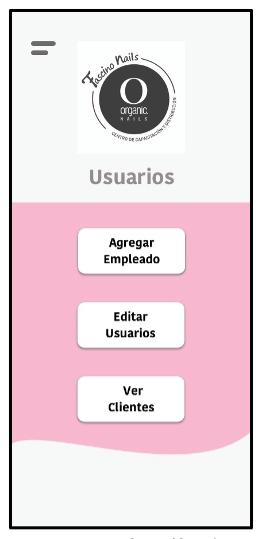 Fascino Nails
O
organic.
NAILS
CENTRO DE CAPACITACIÓN Y DISTRIBUCIÓN
Usuarios
Agregar
Empleado
Editar
Usuarios
Ver
Clientes